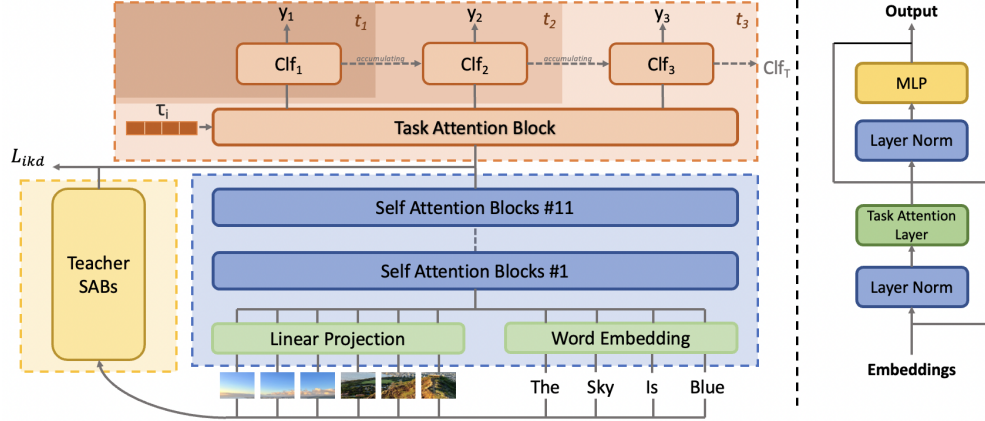 y1 t1 y2 t2 y3 t3
Clf1 accumulating Clf2 accumulating Clf3 ClfT
τi
Task Attention Block
Likd
Teacher
SABs
Self Attention Blocks #11
Self Attention Blocks #1
Linear Projection Word Embedding
The Sky Is Blue
Output
MLP
Layer Norm
Task Attention
Layer
Layer Norm
Embeddings